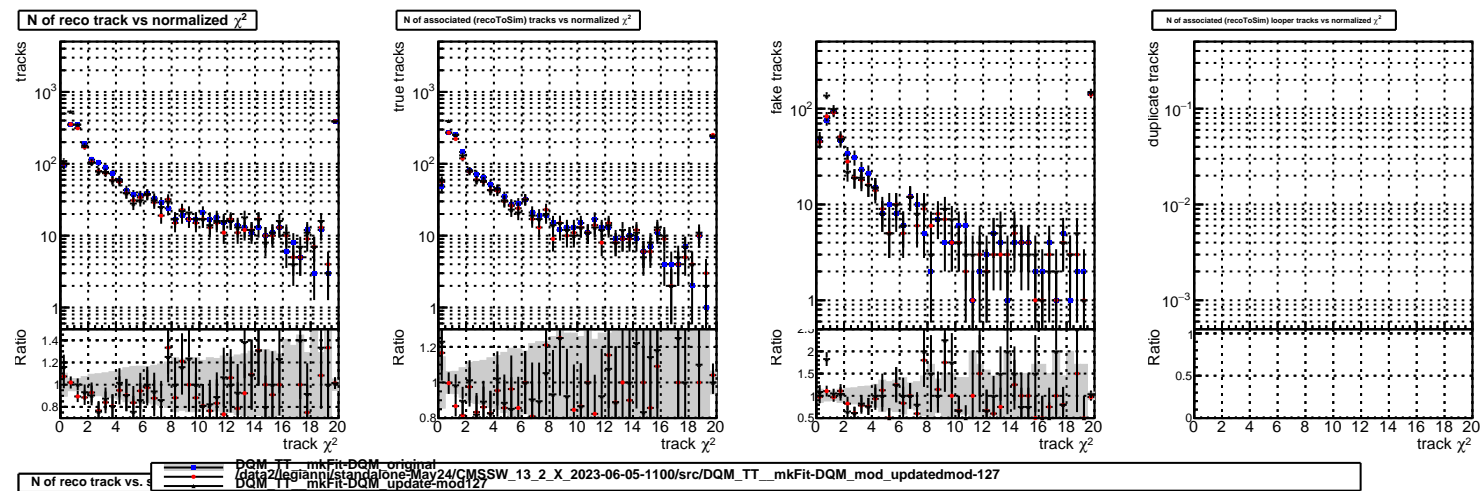 N of reco track vs normalized χ²
N of associated (recoToSim) tracks vs normalized χ²
N of associated (recoToSim) looper tracks vs normalized χ²
tracks
10³
10²
10
1
Ratio
1.4
1.2
1
0.8
0 2 4 6 8 10 12 14 16 18 20
track χ²
true tracks
10³
10²
10
1
Ratio
1.2
1
0.8
0 2 4 6 8 10 12 14 16 18 20
track χ²
fake tracks
10²
10
1
Ratio
2.5
2
1.5
1
0.5
0 2 4 6 8 10 12 14 16 18 20
track χ²
duplicate tracks
10⁻¹
10⁻²
10⁻³
Ratio
1
0.5
0
0 2 4 6 8 10 12 14 16 18 20
track χ²
N of reco track vs. s
DQM_TT__mkFit-DQM_original
/data2/legianni/standalone-May24/CMSSW_13_2_X_2023-06-05-1100/src/DQM_TT__mkFit-DQM_mod_updatedmod-127
DQM_TT__mkFit-DQM_update-mod127